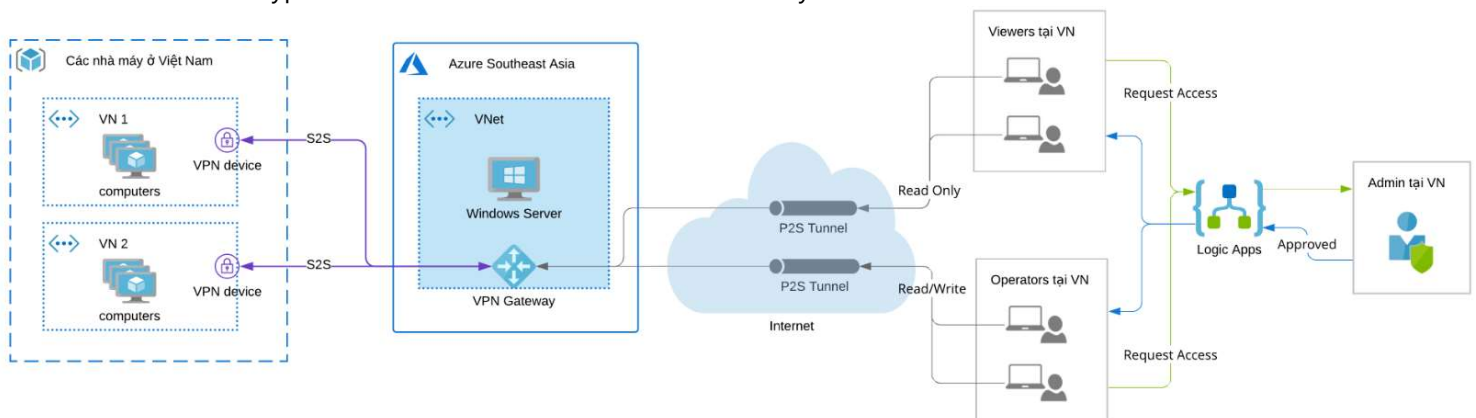 Các nhà máy ở Việt Nam
VN 1
computers
VPN device
VN 2
computers
VPN device
S2S
S2S
Azure Southeast Asia
VNet
Windows Server
VPN Gateway
P2S Tunnel
P2S Tunnel
Internet
Read Only
Read/Write
Viewers tại VN
Operators tại VN
Request Access
Request Access
Logic Apps
Approved
Admin tại VN